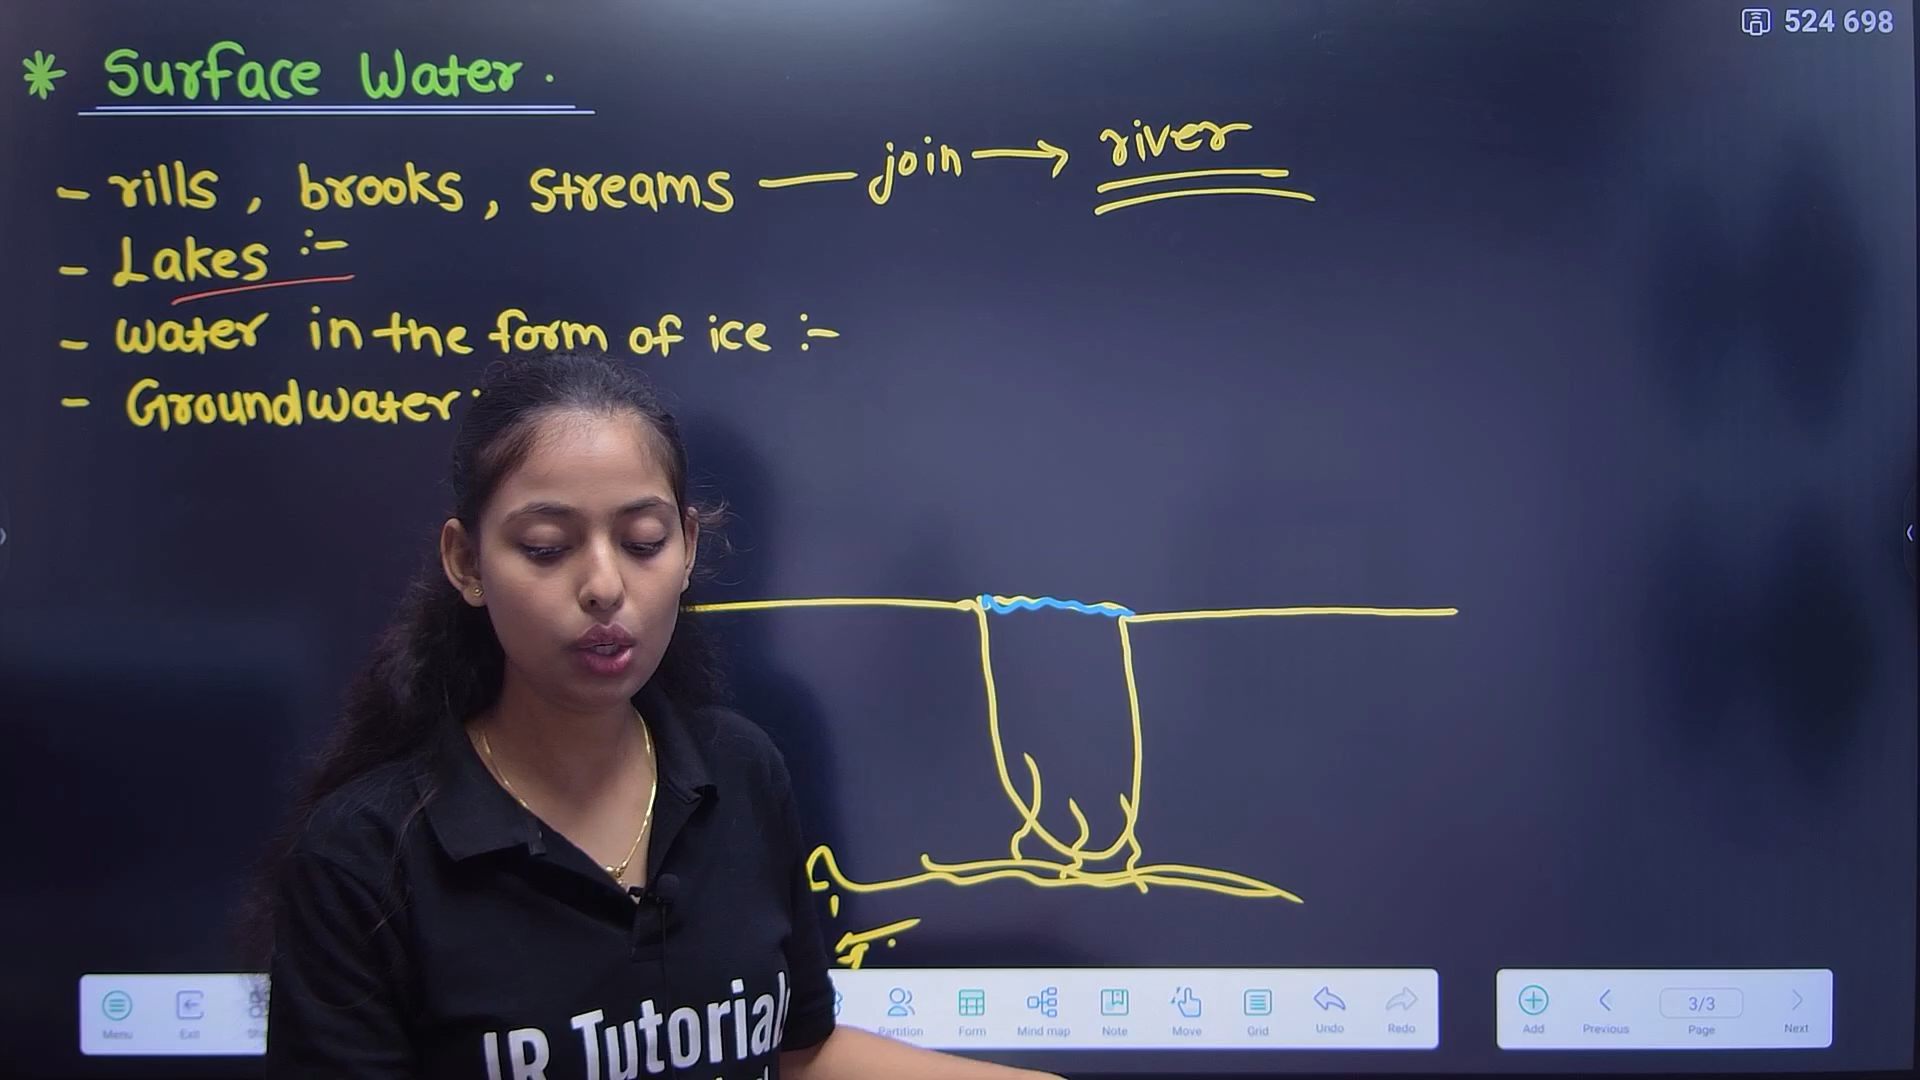 524 698
* Surface Water.
- rills, brooks, streams — join → river
- Lakes :-
- water in the form of ice :-
- Groundwater
JR Tutorial
Menu Exit Partition Form Mind map Note Move Grid Undo Redo
Add Previous 3/3 Page Next